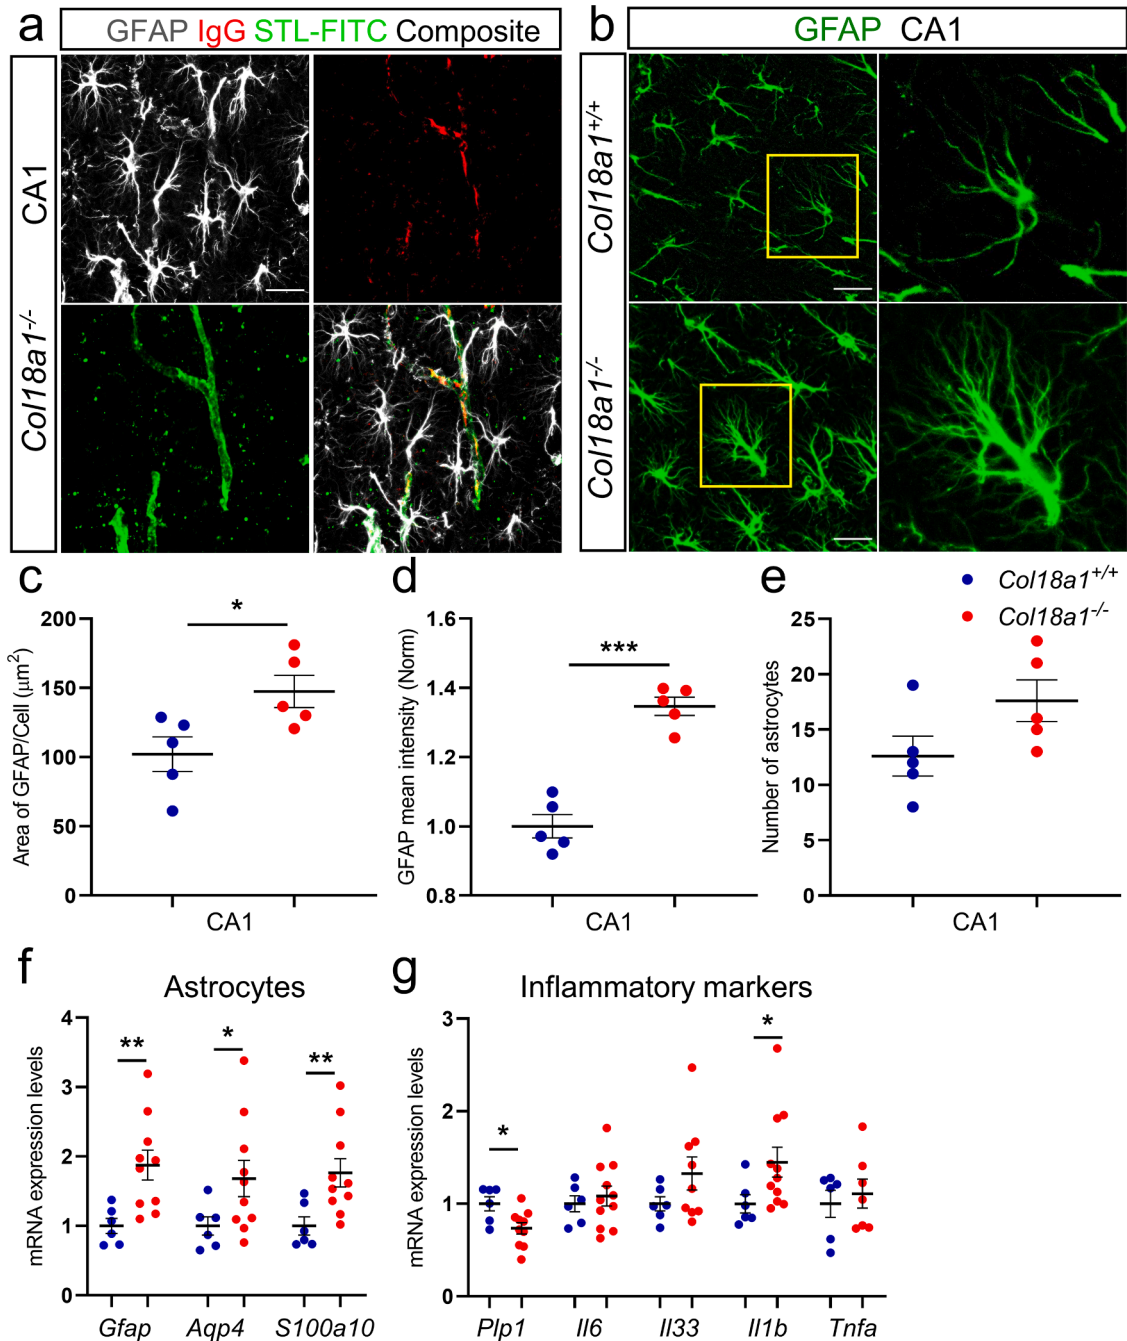 a
GFAP IgG STL-FITC Composite
CA1
Col18a1-/-
b
GFAP CA1
Col18a1+/+
Col18a1-/-
c
Area of GFAP/Cell (µm²)
200
150
100
50
0
*
CA1
d
GFAP mean intensity (Norm)
1.6
1.4
1.2
1.0
0.8
***
CA1
e
Col18a1+/+
Col18a1-/-
Number of astrocytes
25
20
15
10
5
0
CA1
f
Astrocytes
mRNA expression levels
4
3
2
1
0
** * **
Gfap Aqp4 S100a10
g
Inflammatory markers
mRNA expression levels
3
2
1
0
* *
Plp1 Il6 Il33 Il1b Tnfa